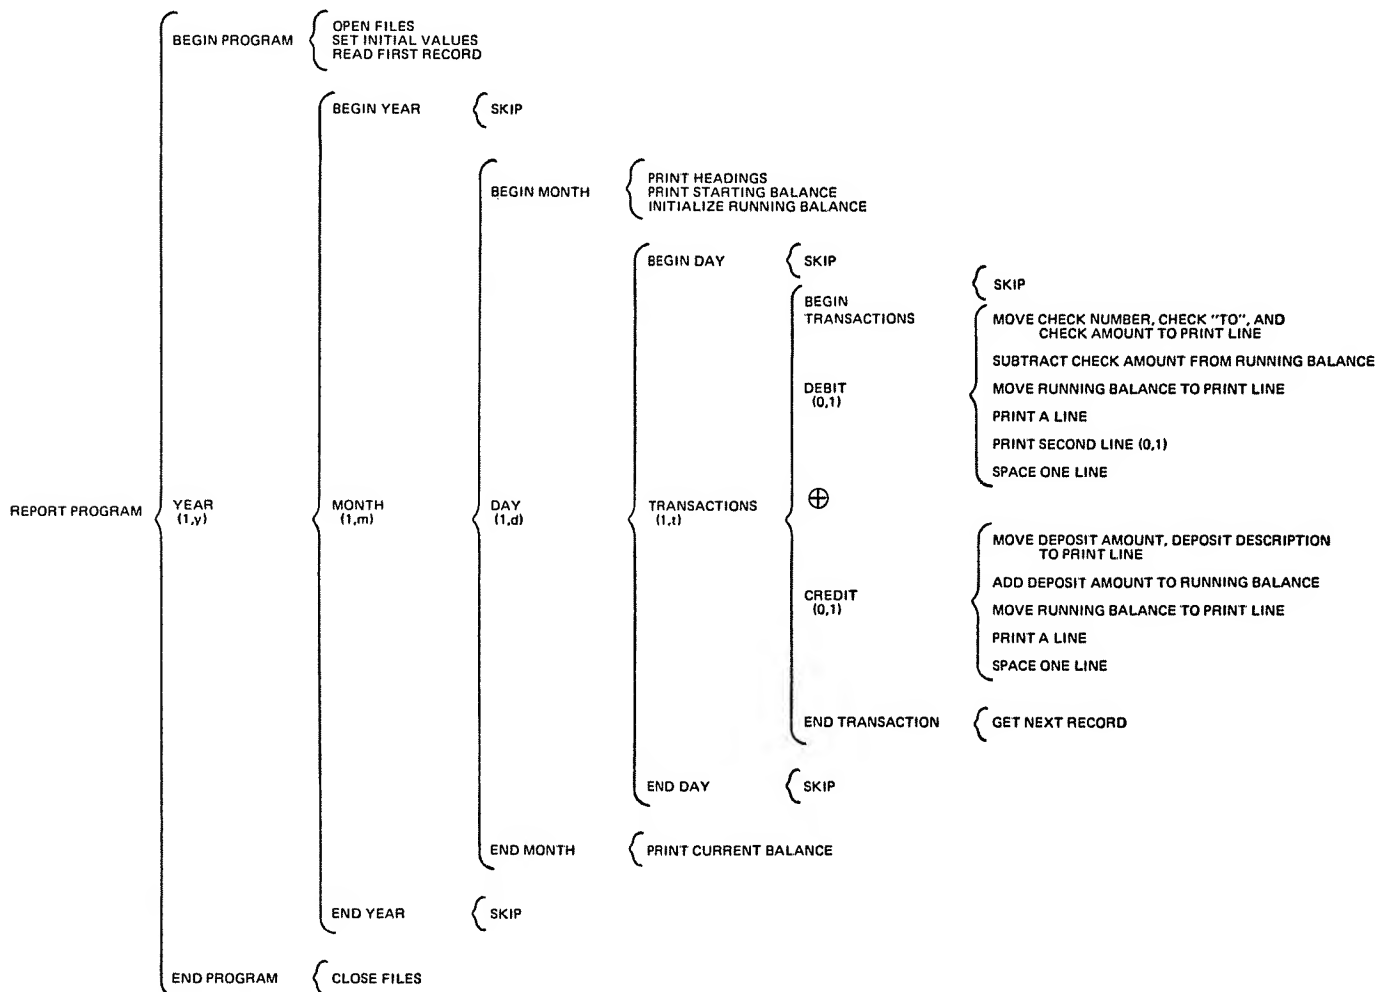 BEGIN PROGRAM
OPEN FILES
SET INITIAL VALUES
READ FIRST RECORD
BEGIN YEAR
SKIP
BEGIN MONTH
PRINT HEADINGS
PRINT STARTING BALANCE
INITIALIZE RUNNING BALANCE
BEGIN DAY
SKIP
BEGIN
TRANSACTIONS
SKIP
MOVE CHECK NUMBER, CHECK "TO", AND
CHECK AMOUNT TO PRINT LINE
SUBTRACT CHECK AMOUNT FROM RUNNING BALANCE
DEBIT
(0,1)
MOVE RUNNING BALANCE TO PRINT LINE
PRINT A LINE
PRINT SECOND LINE (0,1)
SPACE ONE LINE
REPORT PROGRAM
YEAR
(1,y)
MONTH
(1,m)
DAY
(1,d)
TRANSACTIONS
(1,t)
⊕
MOVE DEPOSIT AMOUNT, DEPOSIT DESCRIPTION
TO PRINT LINE
ADD DEPOSIT AMOUNT TO RUNNING BALANCE
CREDIT
(0,1)
MOVE RUNNING BALANCE TO PRINT LINE
PRINT A LINE
SPACE ONE LINE
END TRANSACTION
GET NEXT RECORD
END DAY
SKIP
END MONTH
PRINT CURRENT BALANCE
END YEAR
SKIP
END PROGRAM
CLOSE FILES